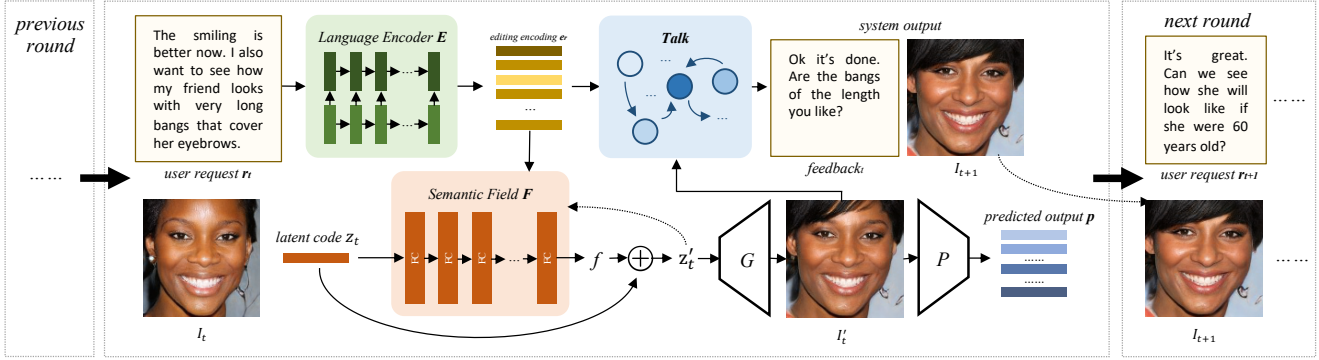 previous
round
... ...
The smiling is
better now. I also
want to see how
my friend looks
with very long
bangs that cover
her eyebrows.
user request rt
It
Language Encoder E
...
...
editing encoding er
...
Talk
...
...
system output
Ok it's done.
Are the bangs
of the length
you like?
feedbackt
It+1
latent code zt
Semantic Field F
FC
FC
FC
...
FC
f
z't
G
I't
P
predicted output p
......
......
next round
It's great.
Can we see
how she will
look like if
she were 60
years old?
... ...
user request rt+1
It+1
... ...